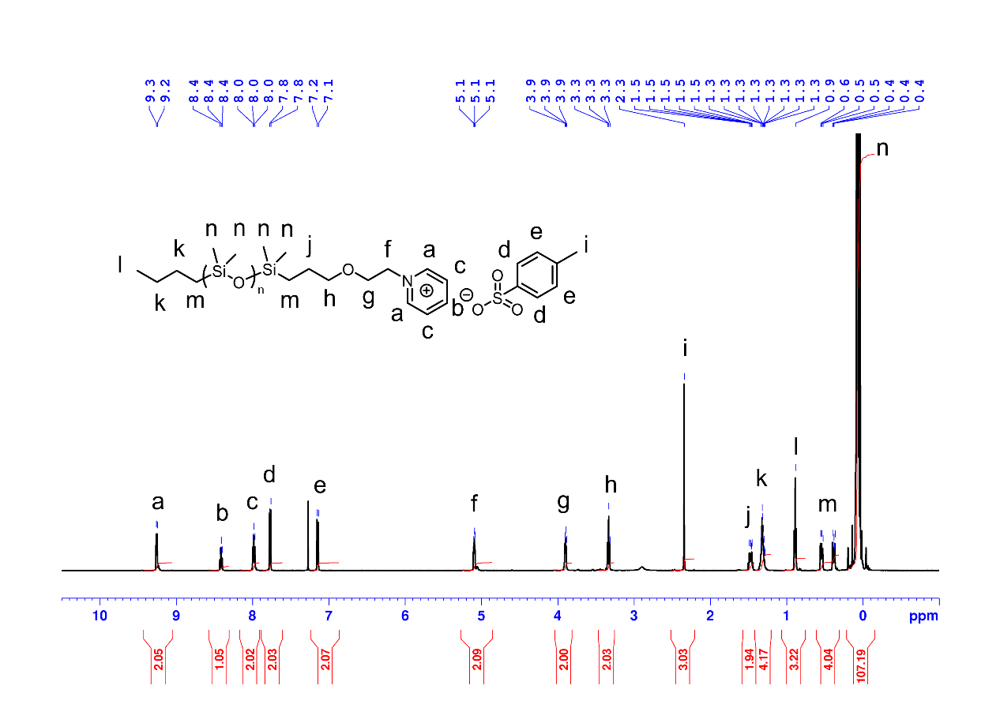 9.3 9.2 8.4 8.4 8.4 8.0 8.0 8.0 7.8 7.8 7.2 7.1 5.1 5.1 5.1 3.9 3.9 3.9 3.3 3.3 3.3 2.3 1.5 1.5 1.5 1.5 1.5 1.3 1.3 1.3 1.3 1.3 1.3 1.3 0.9 0.6 0.5 0.5 0.4 0.4 0.4
n
n n n n
l k j f a e d i
Si O Si O N c O S
n
k m m h g a b O O e
c d
i
l
k
d e h
a b c f g j m
10 9 8 7 6 5 4 3 2 1 0 ppm
2.05 1.05 2.02 2.03 2.07 2.09 2.00 2.03 3.03 1.94 4.17 3.22 4.04 107.19